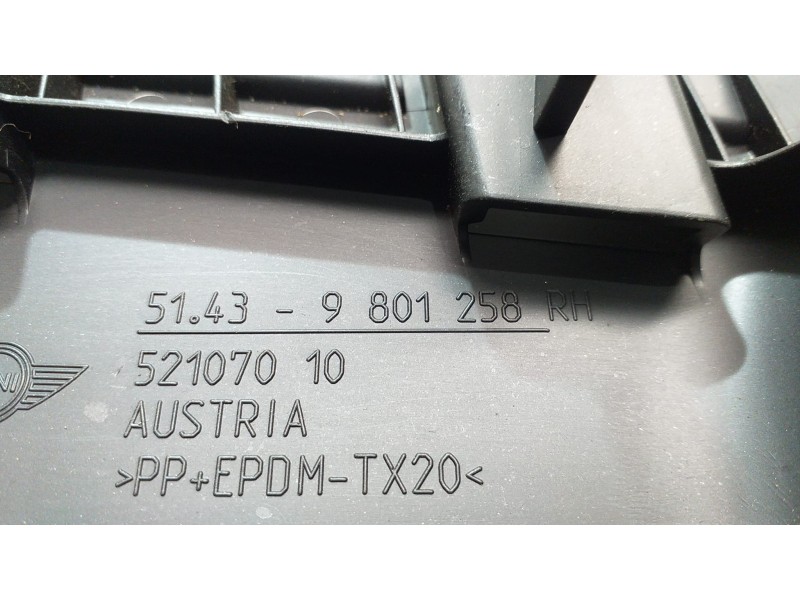 51.43 - 9 801 258 RH
521070 10
AUSTRIA
>PP+EPDM-TX20<